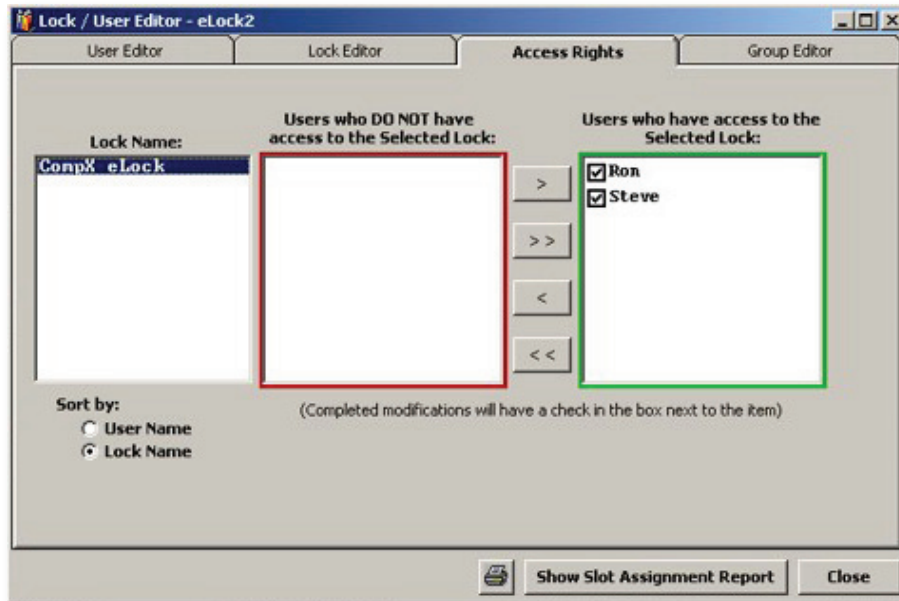 Lock / User Editor - eLock2
User Editor
Lock Editor
Access Rights
Group Editor
Lock Name:
CompX eLock
Users who DO NOT have
access to the Selected Lock:
Users who have access to the
Selected Lock:
>
>>
<
<<
Ron
Steve
Sort by:
User Name
Lock Name
(Completed modifications will have a check in the box next to the item)
Show Slot Assignment Report
Close